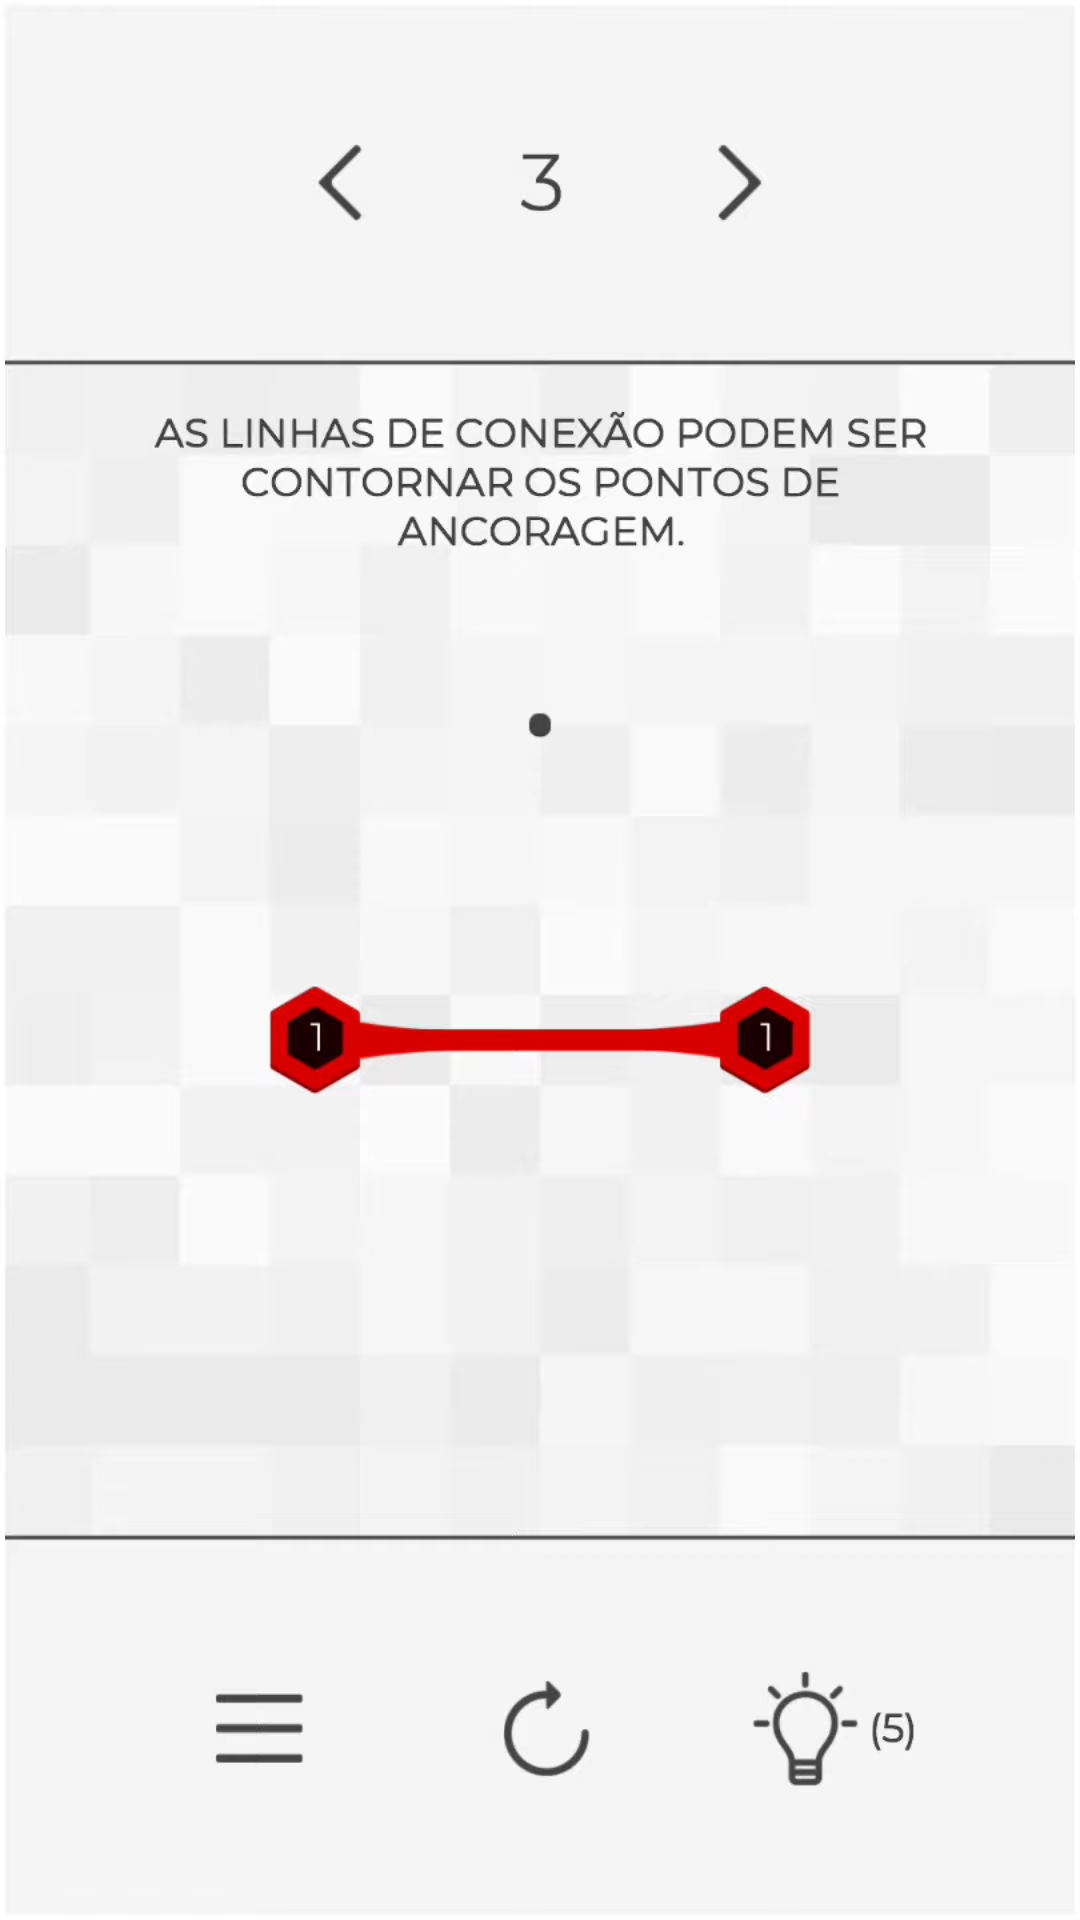 3
AS LINHAS DE CONEXÃO PODEM SER
CONTORNAR OS PONTOS DE
ANCORAGEM.
1 1
(5)